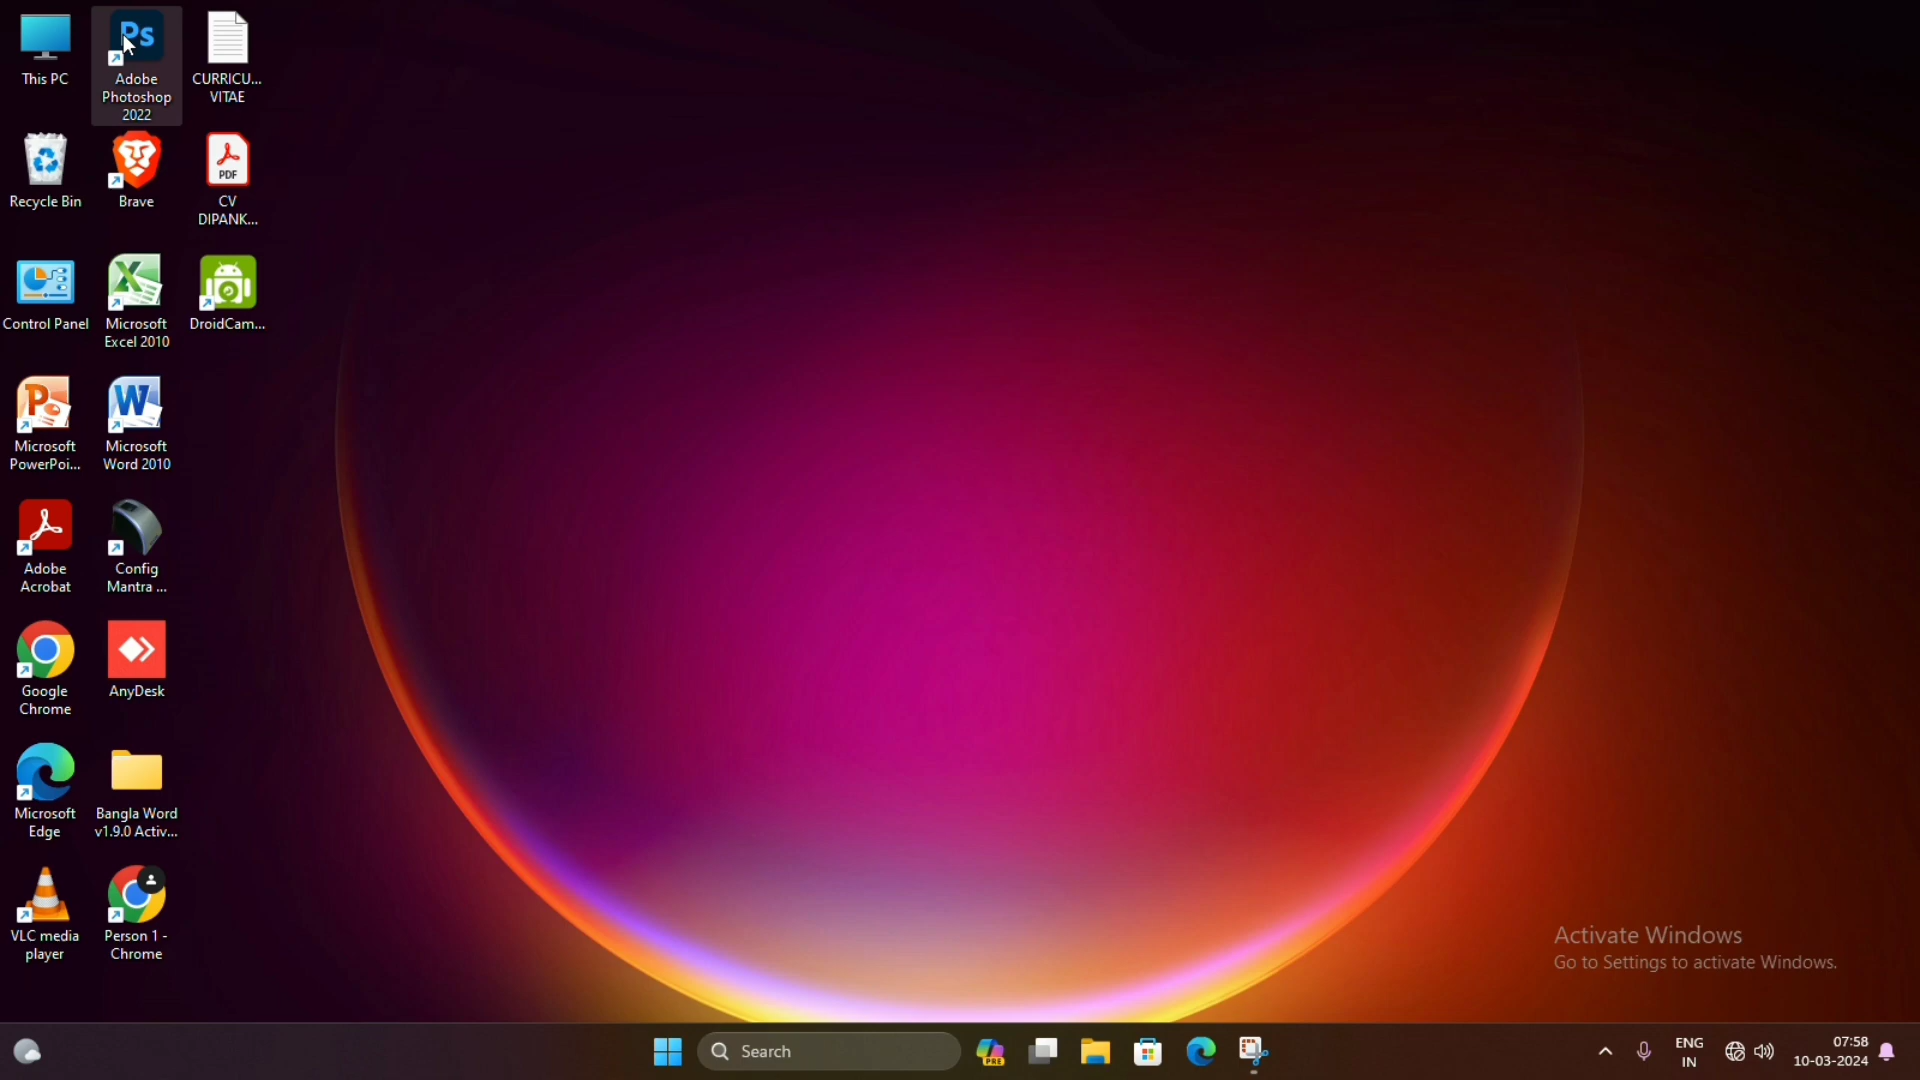 This PC
Ps
Adobe
Photoshop
2022
CURRICU...
VITAE
Recycle Bin
Brave
PDF
CV
DIPANK...
Control Panel
Microsoft
Excel 2010
DroidCam...
Microsoft
PowerPoi...
Microsoft
Word 2010
Adobe
Acrobat
Config
Mantra ...
Google
Chrome
AnyDesk
Microsoft
Edge
Bangla Word
v1.9.0 Activ...
VLC media
player
Person 1 -
Chrome
Activate Windows
Go to Settings to activate Windows.
Search
PRE
ENG
IN
07:58
10-03-2024